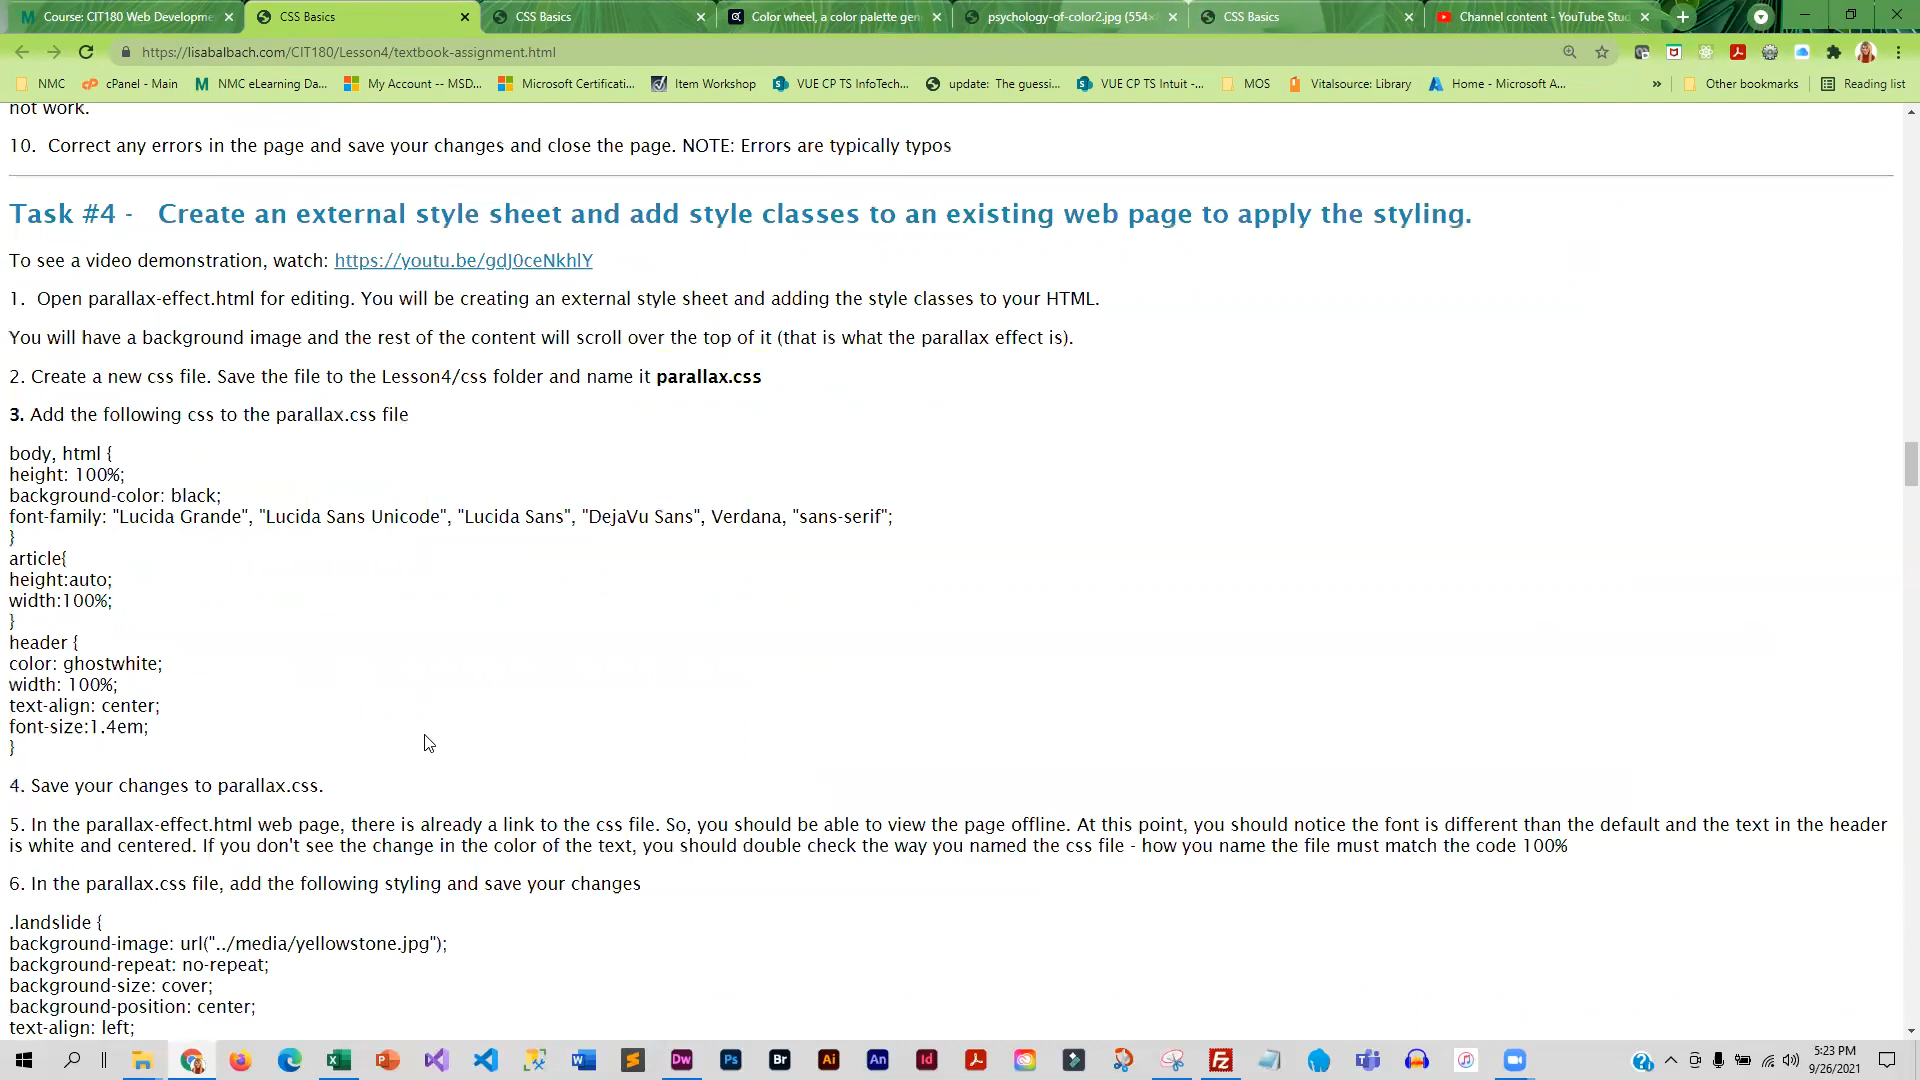 Course: CIT180 Web Developme
CSS Basics
CSS Basics
Color wheel, a color palette gen
psychology-of-color2.jpg (554×
CSS Basics
Channel content - YouTube Stud
https://lisabalbach.com/CIT180/Lesson4/textbook-assignment.html
NMC
cPanel - Main
NMC eLearning Da...
My Account -- MSD...
Microsoft Certificati...
Item Workshop
VUE CP TS InfoTech...
update: The guessi...
VUE CP TS Intuit -...
MOS
Vitalsource: Library
Home - Microsoft A...
»
Other bookmarks
Reading list
not work.
10. Correct any errors in the page and save your changes and close the page. NOTE: Errors are typically typos
Task #4 - Create an external style sheet and add style classes to an existing web page to apply the styling.
To see a video demonstration, watch: https://youtu.be/gdJ0ceNkhlY
1. Open parallax-effect.html for editing. You will be creating an external style sheet and adding the style classes to your HTML.
You will have a background image and the rest of the content will scroll over the top of it (that is what the parallax effect is).
2. Create a new css file. Save the file to the Lesson4/css folder and name it parallax.css
3. Add the following css to the parallax.css file
body, html {
height: 100%;
background-color: black;
font-family: "Lucida Grande", "Lucida Sans Unicode", "Lucida Sans", "DejaVu Sans", Verdana, "sans-serif";
}
article{
height:auto;
width:100%;
}
header {
color: ghostwhite;
width: 100%;
text-align: center;
font-size:1.4em;
}
4. Save your changes to parallax.css.
5. In the parallax-effect.html web page, there is already a link to the css file. So, you should be able to view the page offline. At this point, you should notice the font is different than the default and the text in the header
is white and centered. If you don't see the change in the color of the text, you should double check the way you named the css file - how you name the file must match the code 100%
6. In the parallax.css file, add the following styling and save your changes
.landslide {
background-image: url("../media/yellowstone.jpg");
background-repeat: no-repeat;
background-size: cover;
background-position: center;
text-align: left;
Dw
Ps
Br
Ai
An
Id
5:23 PM
9/26/2021